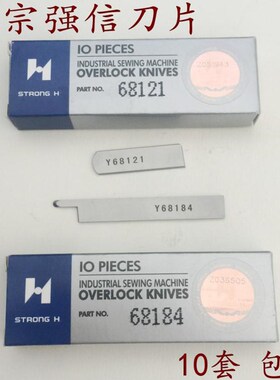 宗强信刀片
10 PIECES
INDUSTRIAL SEWING MACHINE
OVERLOCK KNIVES
PART NO. 68121
STRONG H
Y68121
Y68184
10 PIECES
INDUSTRIAL SEWING MACHINE
OVERLOCK KNIVES
PART NO. 68184
STRONG H
10套 包